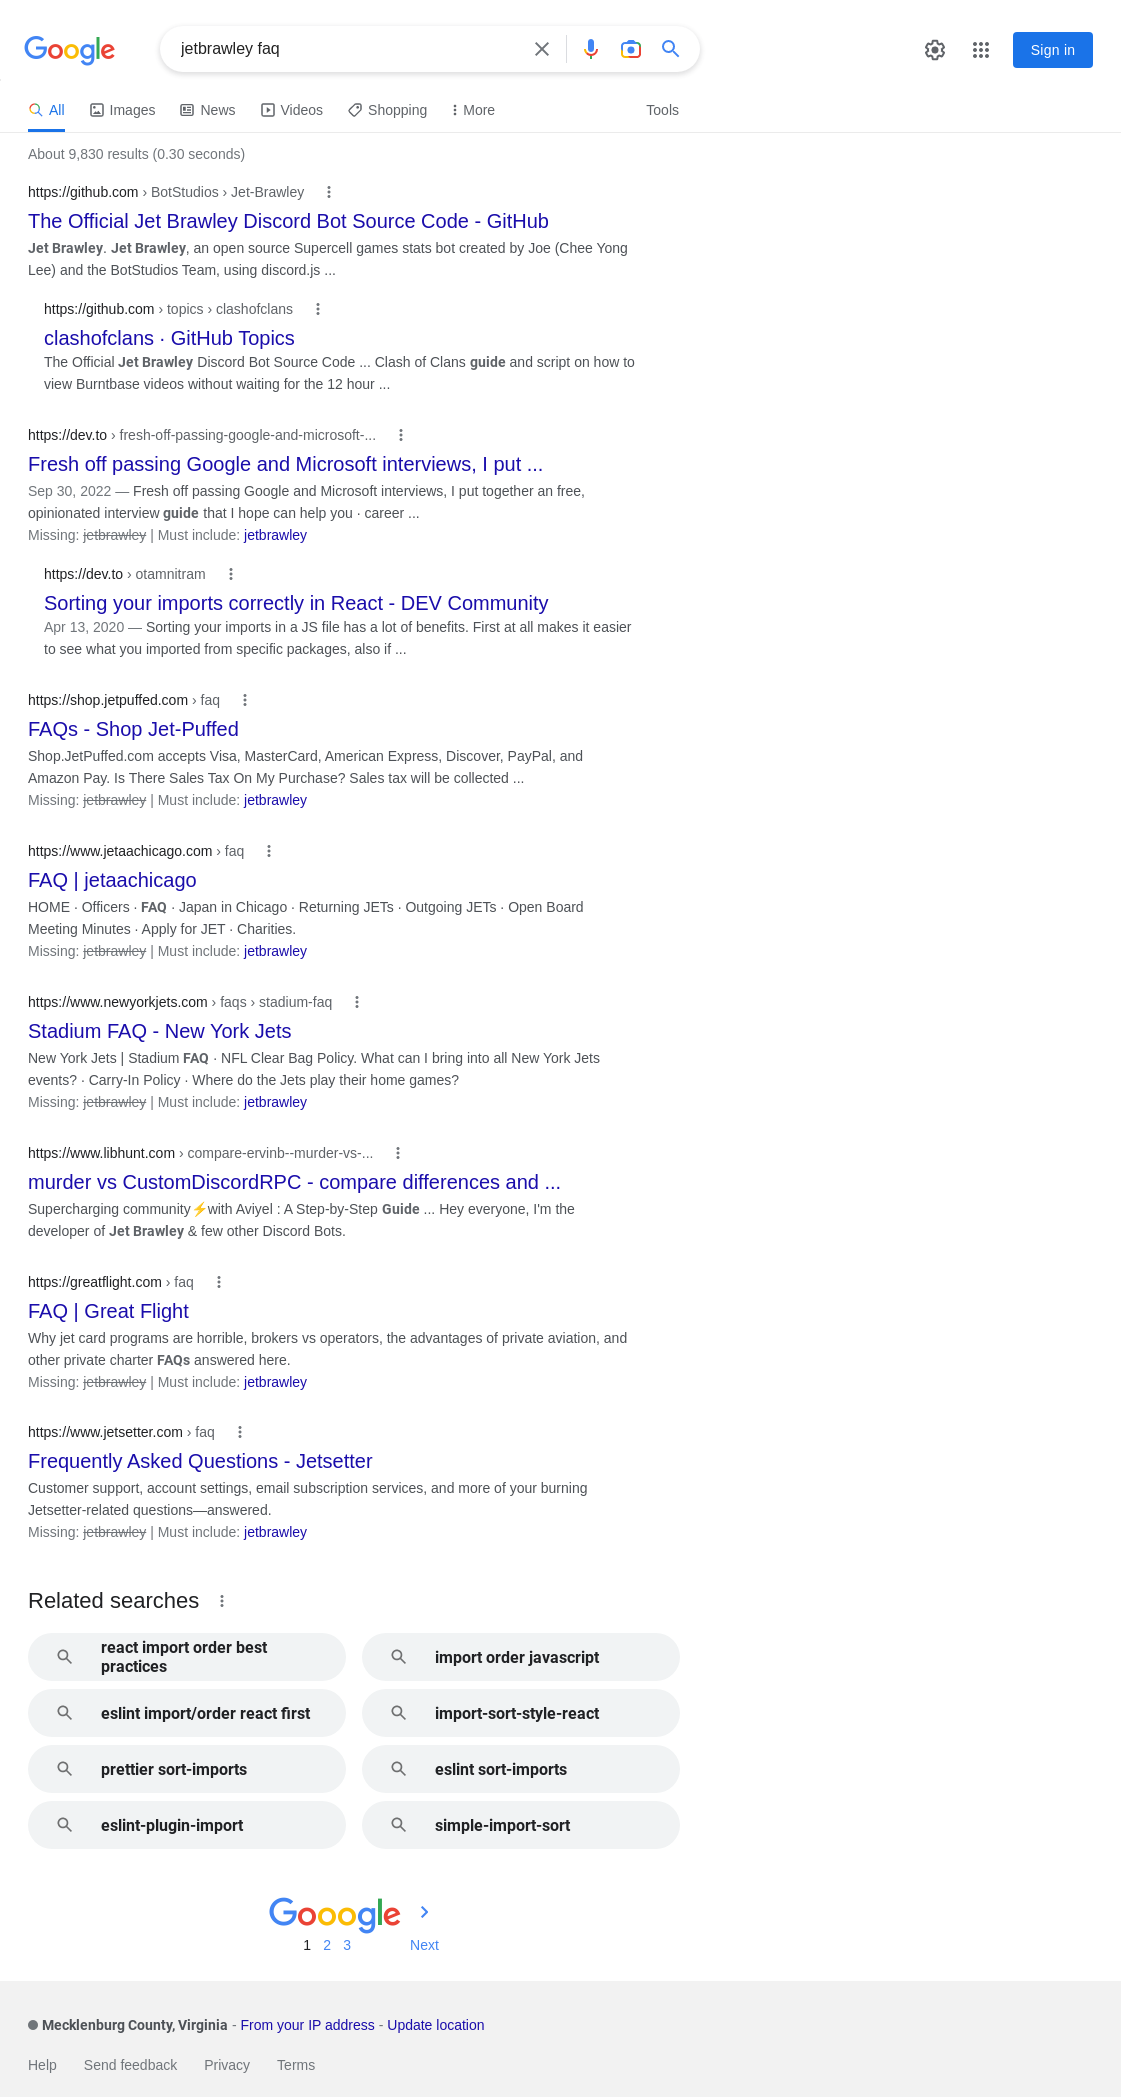 Google
jetbrawley faq
Sign in
All
Images
News
Videos
Shopping
More
Tools
About 9,830 results (0.30 seconds)
https://github.com › BotStudios › Jet-Brawley
The Official Jet Brawley Discord Bot Source Code - GitHub
Jet Brawley. Jet Brawley, an open source Supercell games stats bot created by Joe (Chee Yong
Lee) and the BotStudios Team, using discord.js ...
https://github.com › topics › clashofclans
clashofclans · GitHub Topics
The Official Jet Brawley Discord Bot Source Code ... Clash of Clans guide and script on how to
view Burntbase videos without waiting for the 12 hour ...
https://dev.to › fresh-off-passing-google-and-microsoft-...
Fresh off passing Google and Microsoft interviews, I put ...
Sep 30, 2022 — Fresh off passing Google and Microsoft interviews, I put together an free,
opinionated interview guide that I hope can help you · career ...
Missing: jetbrawley | Must include: jetbrawley
https://dev.to › otamnitram
Sorting your imports correctly in React - DEV Community
Apr 13, 2020 — Sorting your imports in a JS file has a lot of benefits. First at all makes it easier
to see what you imported from specific packages, also if ...
https://shop.jetpuffed.com › faq
FAQs - Shop Jet-Puffed
Shop.JetPuffed.com accepts Visa, MasterCard, American Express, Discover, PayPal, and
Amazon Pay. Is There Sales Tax On My Purchase? Sales tax will be collected ...
Missing: jetbrawley | Must include: jetbrawley
https://www.jetaachicago.com › faq
FAQ | jetaachicago
HOME · Officers · FAQ · Japan in Chicago · Returning JETs · Outgoing JETs · Open Board
Meeting Minutes · Apply for JET · Charities.
Missing: jetbrawley | Must include: jetbrawley
https://www.newyorkjets.com › faqs › stadium-faq
Stadium FAQ - New York Jets
New York Jets | Stadium FAQ · NFL Clear Bag Policy. What can I bring into all New York Jets
events? · Carry-In Policy · Where do the Jets play their home games?
Missing: jetbrawley | Must include: jetbrawley
https://www.libhunt.com › compare-ervinb--murder-vs-...
murder vs CustomDiscordRPC - compare differences and ...
Supercharging community⚡with Aviyel : A Step-by-Step Guide ... Hey everyone, I'm the
developer of Jet Brawley & few other Discord Bots.
https://greatflight.com › faq
FAQ | Great Flight
Why jet card programs are horrible, brokers vs operators, the advantages of private aviation, and
other private charter FAQs answered here.
Missing: jetbrawley | Must include: jetbrawley
https://www.jetsetter.com › faq
Frequently Asked Questions - Jetsetter
Customer support, account settings, email subscription services, and more of your burning
Jetsetter-related questions—answered.
Missing: jetbrawley | Must include: jetbrawley
Related searches
react import order best
practices
import order javascript
eslint import/order react first
import-sort-style-react
prettier sort-imports
eslint sort-imports
eslint-plugin-import
simple-import-sort
Gooogle
1 2 3 Next
Mecklenburg County, Virginia - From your IP address - Update location
Help Send feedback Privacy Terms